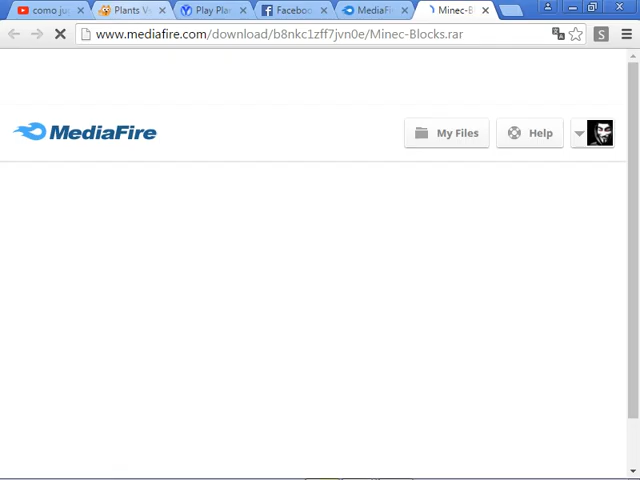 como ju
Plants V
Play Pla
Faceboo
MediaFi
Minec-B
www.mediafire.com/download/b8nkc1zff7jvn0e/Minec-Blocks.rar
S
MediaFire
My Files
Help